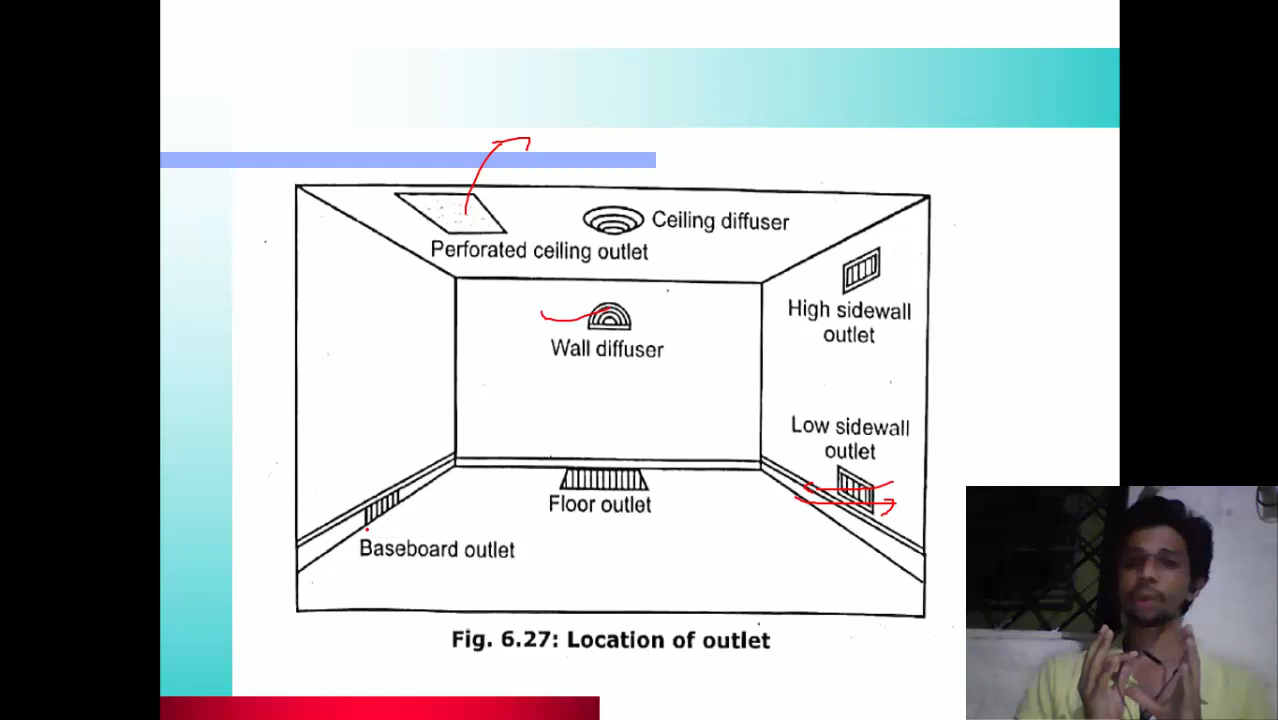 Ceiling diffuser
Perforated ceiling outlet
High sidewall
outlet
Wall diffuser
Low sidewall
outlet
Floor outlet
Baseboard outlet
Fig. 6.27: Location of outlet